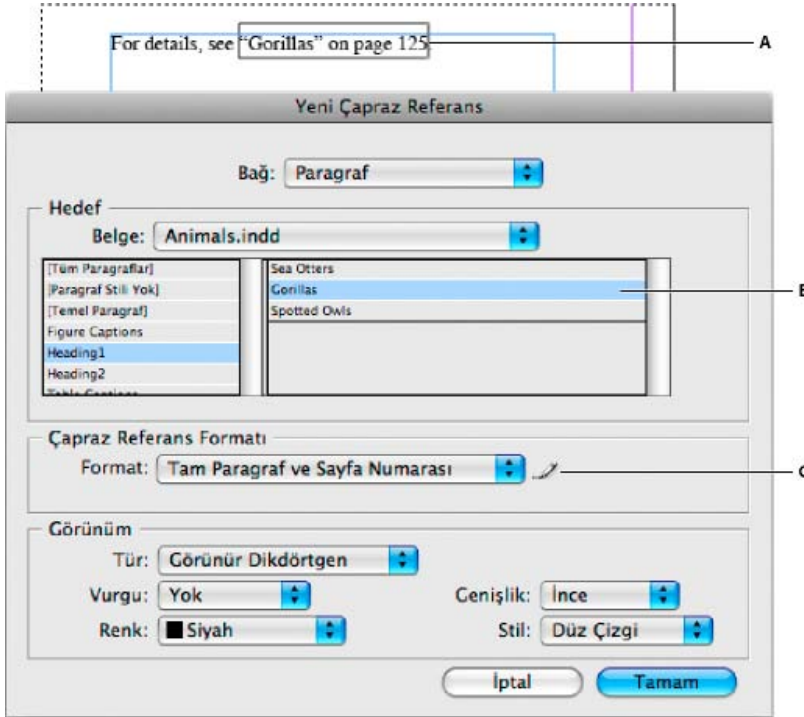 For details, see “Gorillas” on page 125
A
Yeni Çapraz Referans
Bağ: Paragraf
Hedef
Belge: Animals.indd
[Tüm Paragraflar]
[Paragraf Stili Yok]
[Temel Paragraf]
Figure Captions
Heading1
Heading2
Table Captions
Sea Otters
Gorillas
Spotted Owls
B
Çapraz Referans Formatı
Format: Tam Paragraf ve Sayfa Numarası
C
Görünüm
Tür: Görünür Dikdörtgen
Vurgu: Yok
Genişlik: İnce
Renk: Siyah
Stil: Düz Çizgi
İptal
Tamam